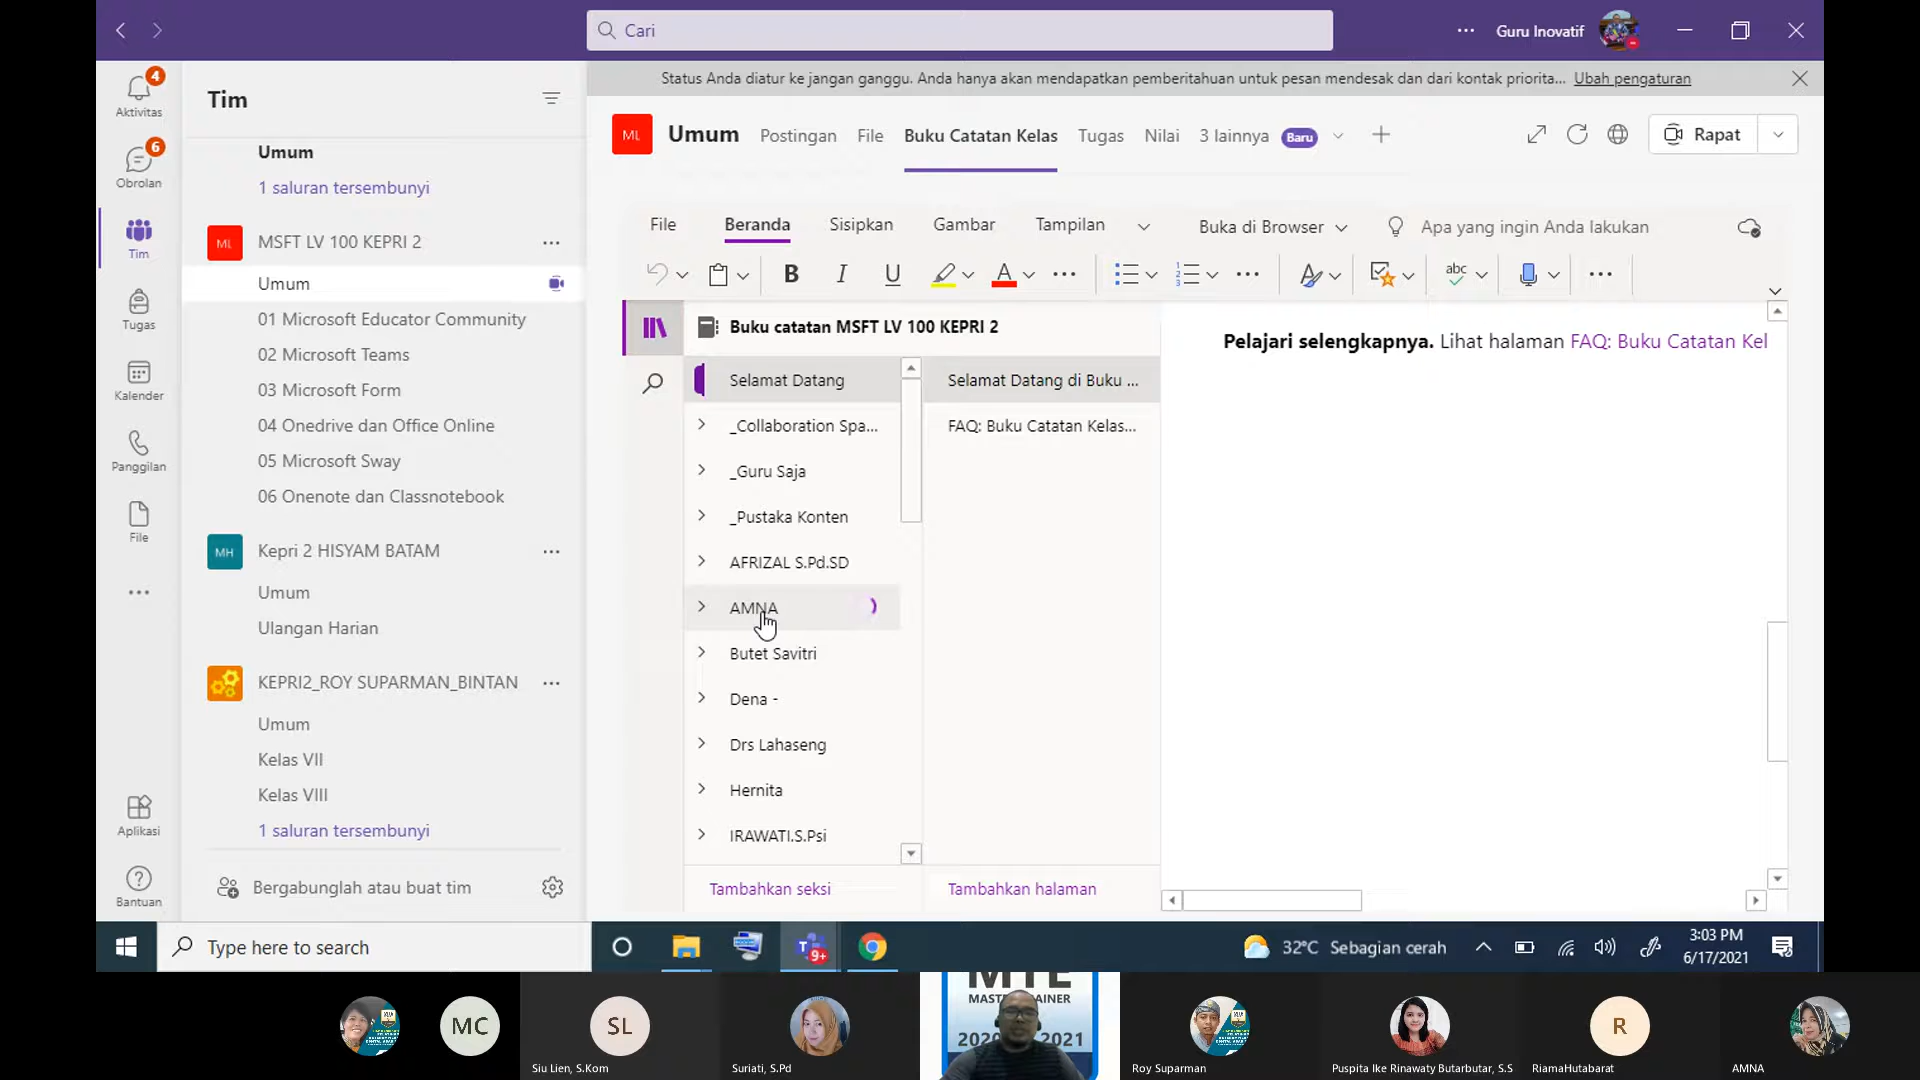 Cari
Guru Inovatif
Status Anda diatur ke jangan ganggu. Anda hanya akan mendapatkan pemberitahuan untuk pesan mendesak dan dari kontak priorita... Ubah pengaturan
4
Aktivitas
6
Obrolan
Tim
Tugas
Kalender
Panggilan
File
Aplikasi
Bantuan
Tim
Umum
1 saluran tersembunyi
ML
MSFT LV 100 KEPRI 2
Umum
01 Microsoft Educator Community
02 Microsoft Teams
03 Microsoft Form
04 Onedrive dan Office Online
05 Microsoft Sway
06 Onenote dan Classnotebook
MH
Kepri 2 HISYAM BATAM
Umum
Ulangan Harian
KEPRI2_ROY SUPARMAN_BINTAN
Umum
Kelas VII
Kelas VIII
1 saluran tersembunyi
Bergabunglah atau buat tim
ML Umum Postingan File Buku Catatan Kelas Tugas Nilai 3 lainnya Baru
Rapat
File Beranda Sisipkan Gambar Tampilan Buka di Browser Apa yang ingin Anda lakukan
B I U A abc
Buku catatan MSFT LV 100 KEPRI 2
Selamat Datang
_Collaboration Spa...
_Guru Saja
_Pustaka Konten
AFRIZAL S.Pd.SD
AMNA
Butet Savitri
Dena -
Drs Lahaseng
Hernita
IRAWATI.S.Psi
Tambahkan seksi
Selamat Datang di Buku ...
FAQ: Buku Catatan Kelas...
Tambahkan halaman
Pelajari selengkapnya. Lihat halaman FAQ: Buku Catatan Kel
Type here to search
T
9+
32°C Sebagian cerah
3:03 PM
6/17/2021
MC
SL
Siu Lien, S.Kom
Suriati, S.Pd
2021
Roy Suparman
Puspita Ike Rinawaty Butarbutar, S.S
R
RiamaHutabarat
AMNA